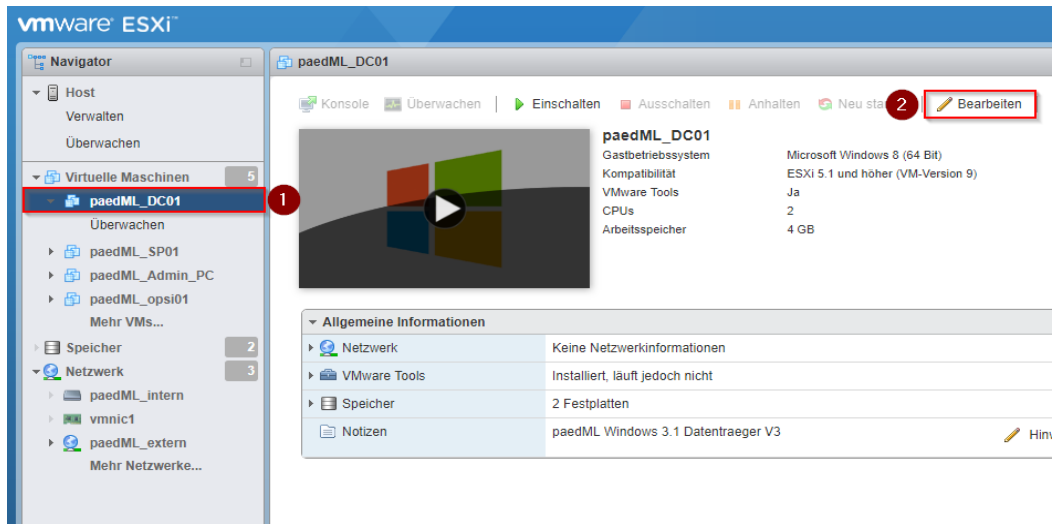 vmware ESXi™
Navigator
Host
Verwalten
Überwachen
Virtuelle Maschinen 5
paedML_DC01
1
Überwachen
paedML_SP01
paedML_Admin_PC
paedML_opsi01
Mehr VMs...
Speicher 2
Netzwerk 3
paedML_intern
vmnic1
paedML_extern
Mehr Netzwerke...
paedML_DC01
Konsole Überwachen Einschalten Ausschalten Anhalten Neu 2 Bearbeiten
paedML_DC01
Gastbetriebssystem Microsoft Windows 8 (64 Bit)
Kompatibilität ESXi 5.1 und höher (VM-Version 9)
VMware Tools Ja
CPUs 2
Arbeitsspeicher 4 GB
Allgemeine Informationen
Netzwerk Keine Netzwerkinformationen
VMware Tools Installiert, läuft jedoch nicht
Speicher 2 Festplatten
Notizen paedML Windows 3.1 Datentraeger V3